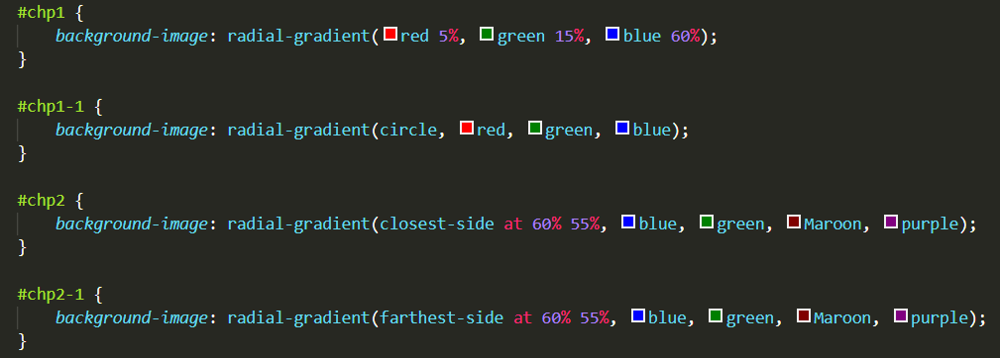 #chp1 {
    background-image: radial-gradient(red 5%, green 15%, blue 60%);
}
#chp1-1 {
    background-image: radial-gradient(circle, red, green, blue);
}
#chp2 {
    background-image: radial-gradient(closest-side at 60% 55%, blue, green, Maroon, purple);
}
#chp2-1 {
    background-image: radial-gradient(farthest-side at 60% 55%, blue, green, Maroon, purple);
}